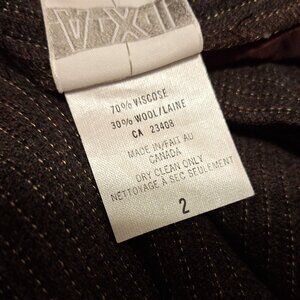 70% VISCOSE
30% WOOL/LAINE
CA 23408
MADE IN/FAIT AU
CANADA
DRY CLEAN ONLY
NETTOYAGE A SEC SEULEMENT
2